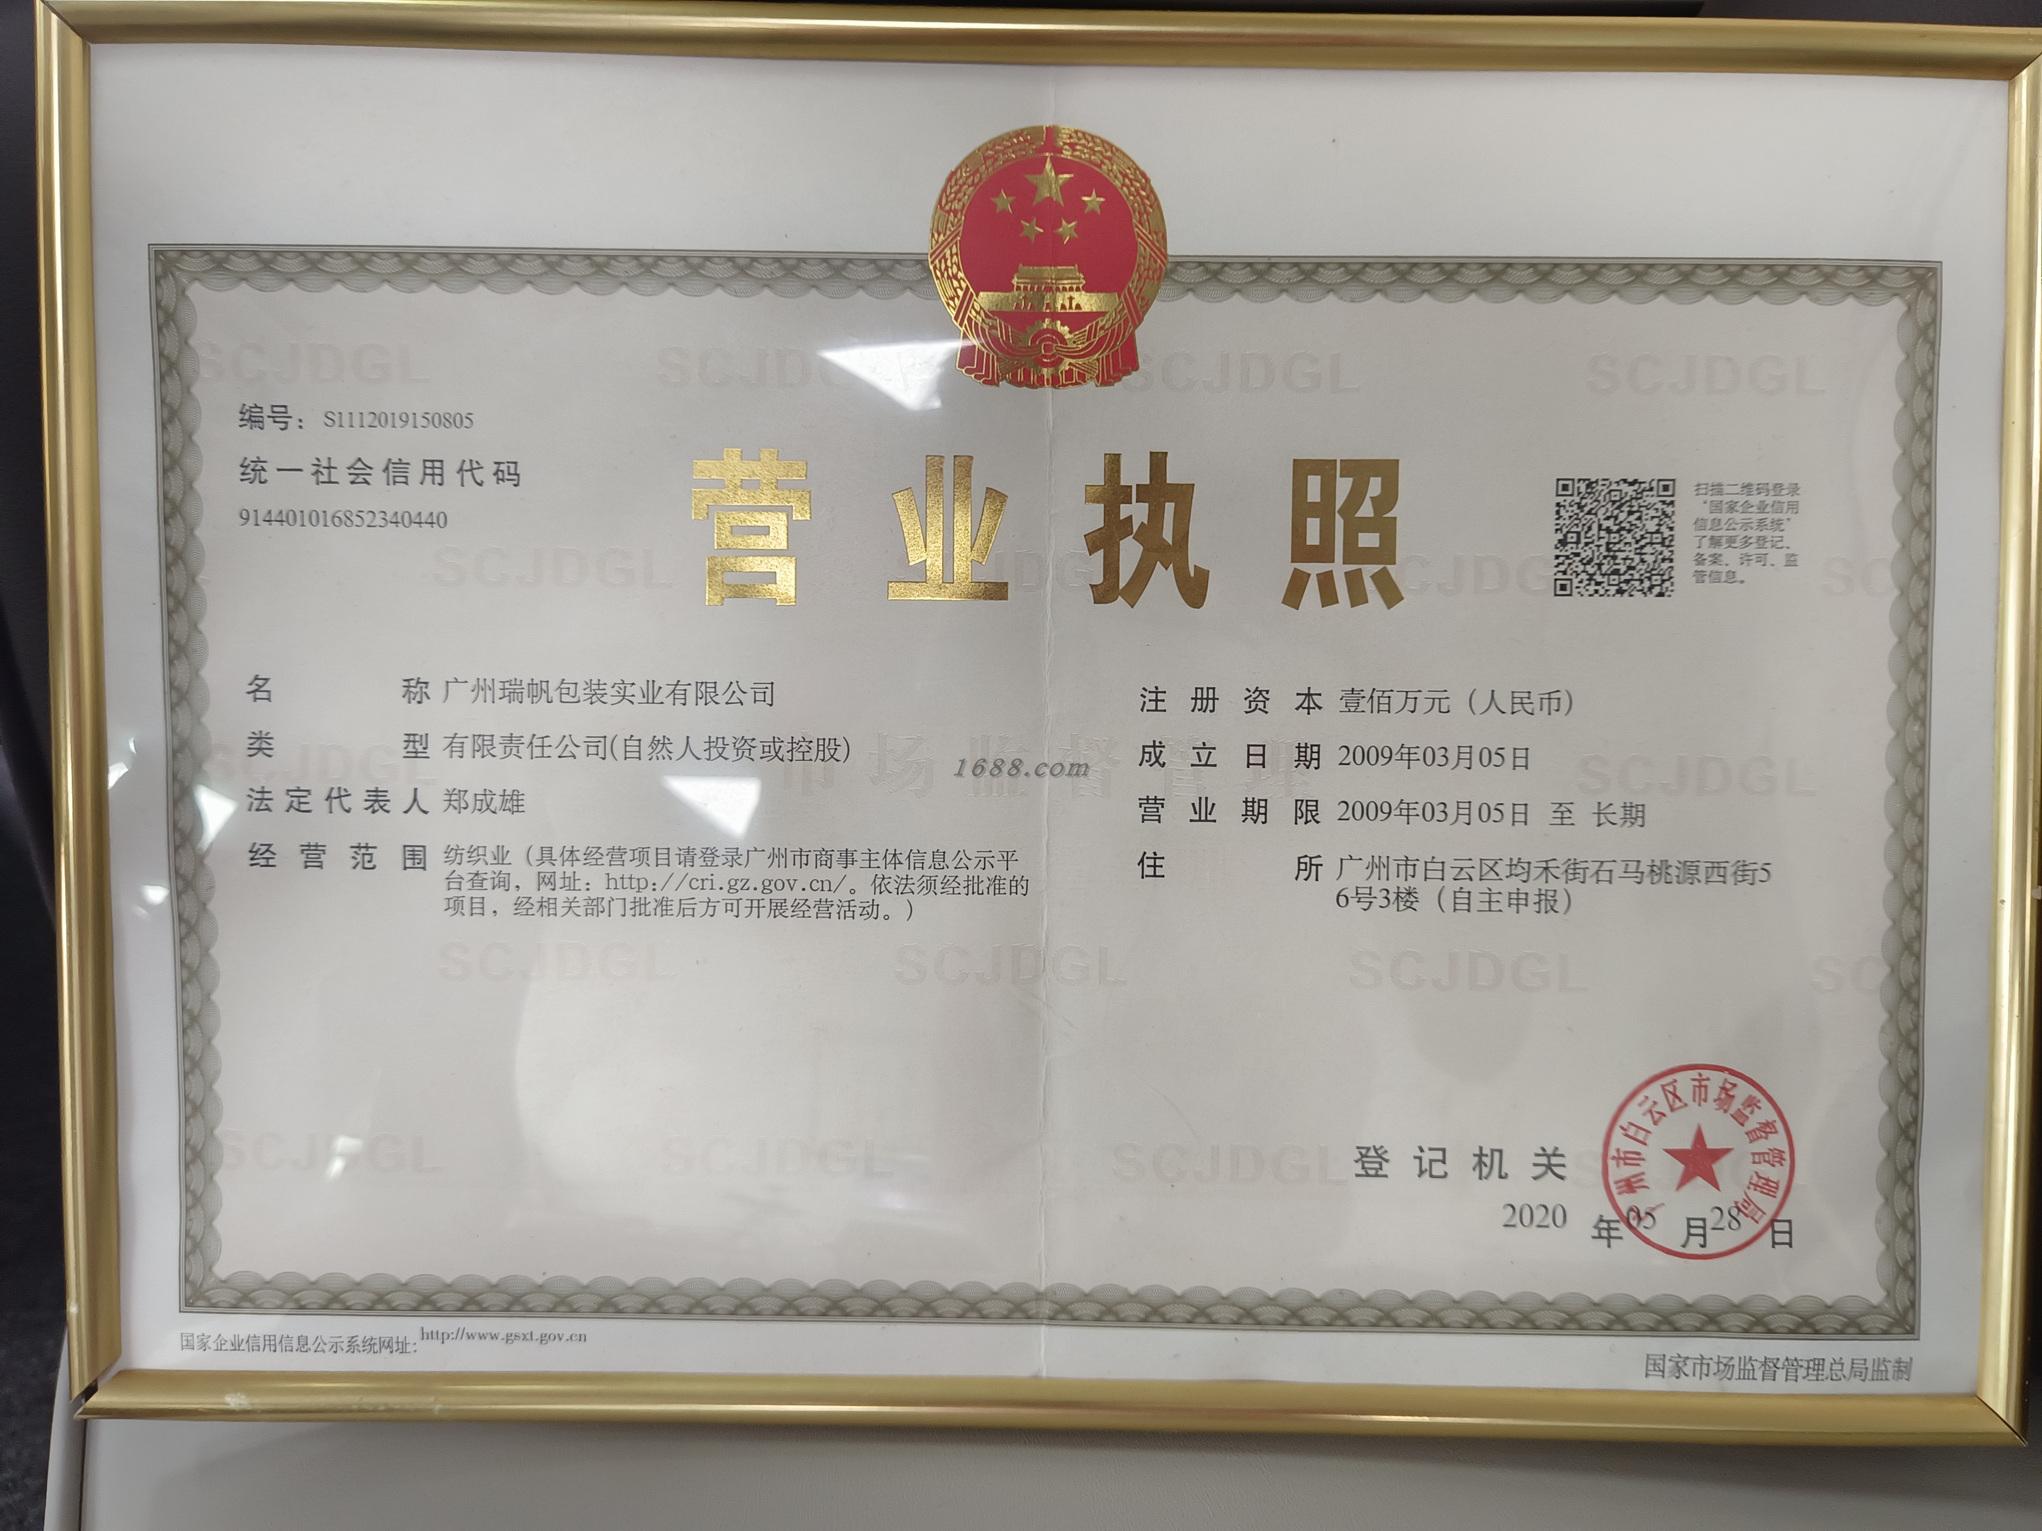 编号：S1112019150805
统一社会信用代码
914401016852340440
营业执照
扫描二维码登录
“国家企业信用
信息公示系统”
了解更多登记、
备案、许可、监
管信息。
名称 广州瑞帆包装实业有限公司
类型 有限责任公司(自然人投资或控股)
法定代表人 郑成雄
经营范围 纺织业（具体经营项目请登录广州市商事主体信息公示平
台查询，网址：http://cri.gz.gov.cn/。依法须经批准的
项目，经相关部门批准后方可开展经营活动。）
注册资本 壹佰万元（人民币）
成立日期 2009年03月05日
营业期限 2009年03月05日 至 长期
住所 广州市白云区均禾街石马桃源西街5
6号3楼（自主申报）
市场监督管理
1688.com
SCJDGL
登记机关
广州市白云区市场监督管理局
2020年05月28日
国家企业信用信息公示系统网址：http://www.gsxt.gov.cn
国家市场监督管理总局监制